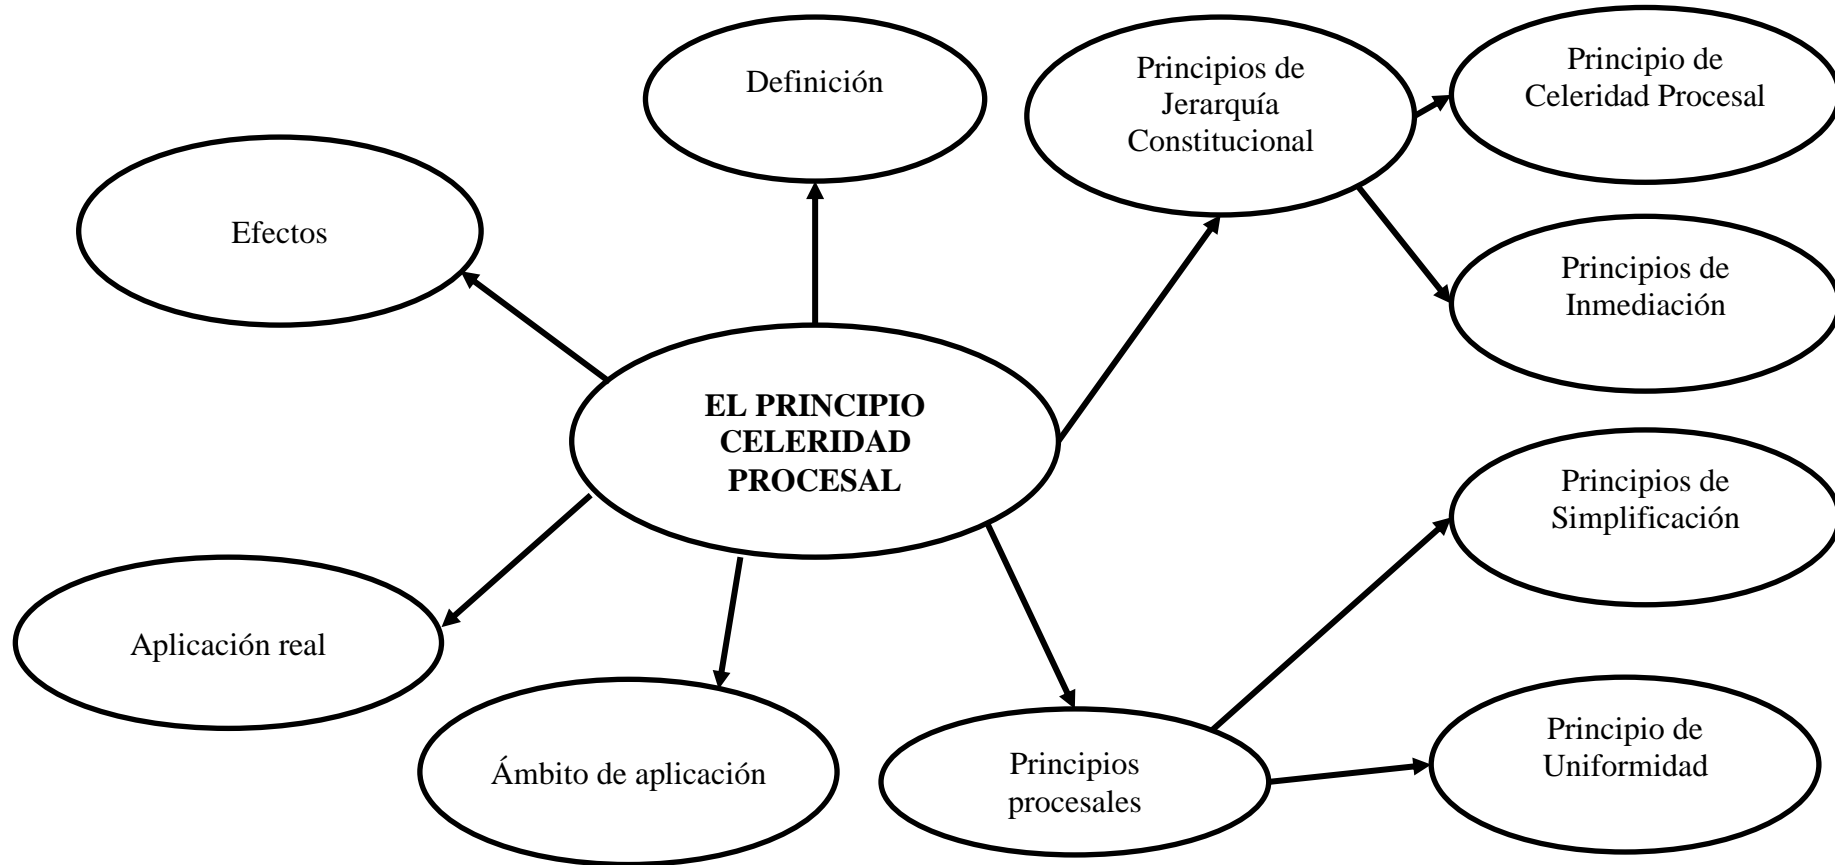 Definición
Principios de
Jerarquía
Constitucional
Principio de
Celeridad Procesal
Efectos
Principios de
Inmediación
EL PRINCIPIO
CELERIDAD
PROCESAL
Principios de
Simplificación
Aplicación real
Ámbito de aplicación
Principios
procesales
Principio de
Uniformidad